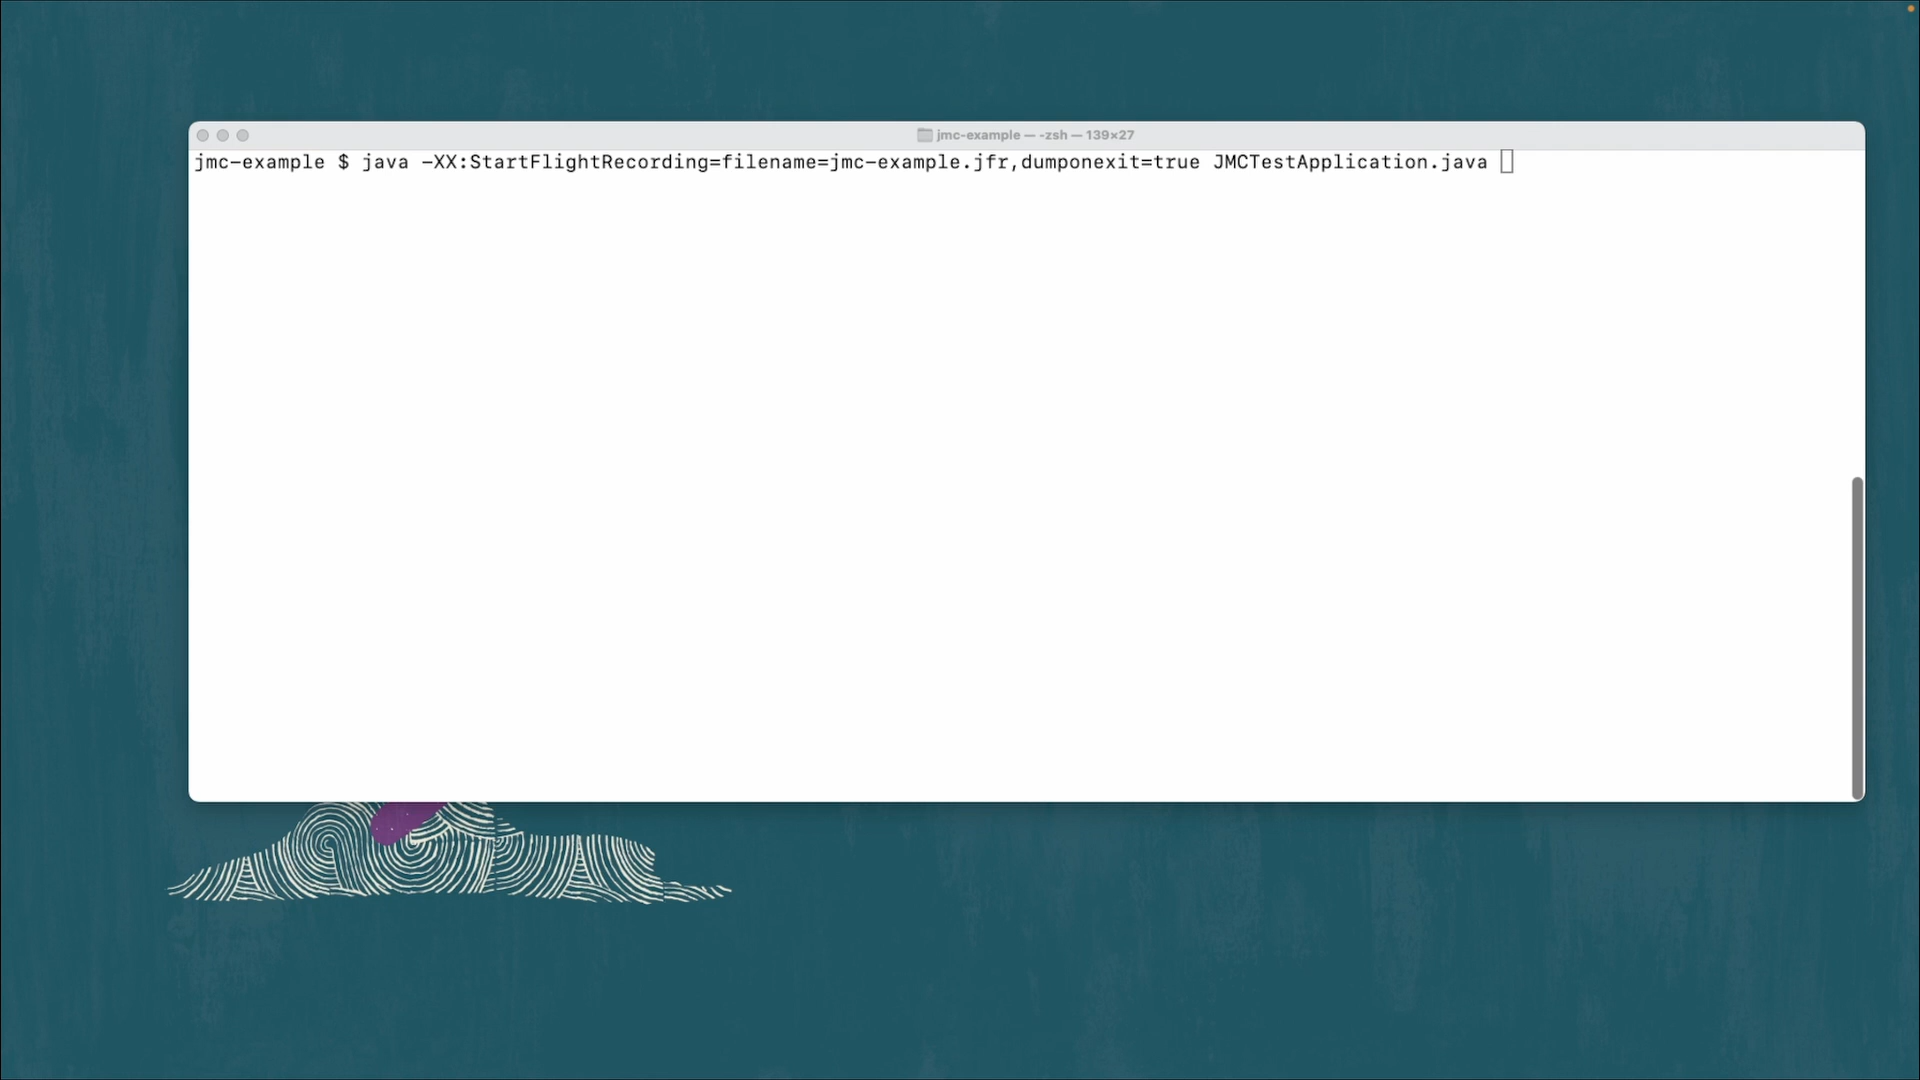 jmc-example — -zsh — 139×27
jmc-example $ java -XX:StartFlightRecording=filename=jmc-example.jfr,dumponexit=true JMCTestApplication.java